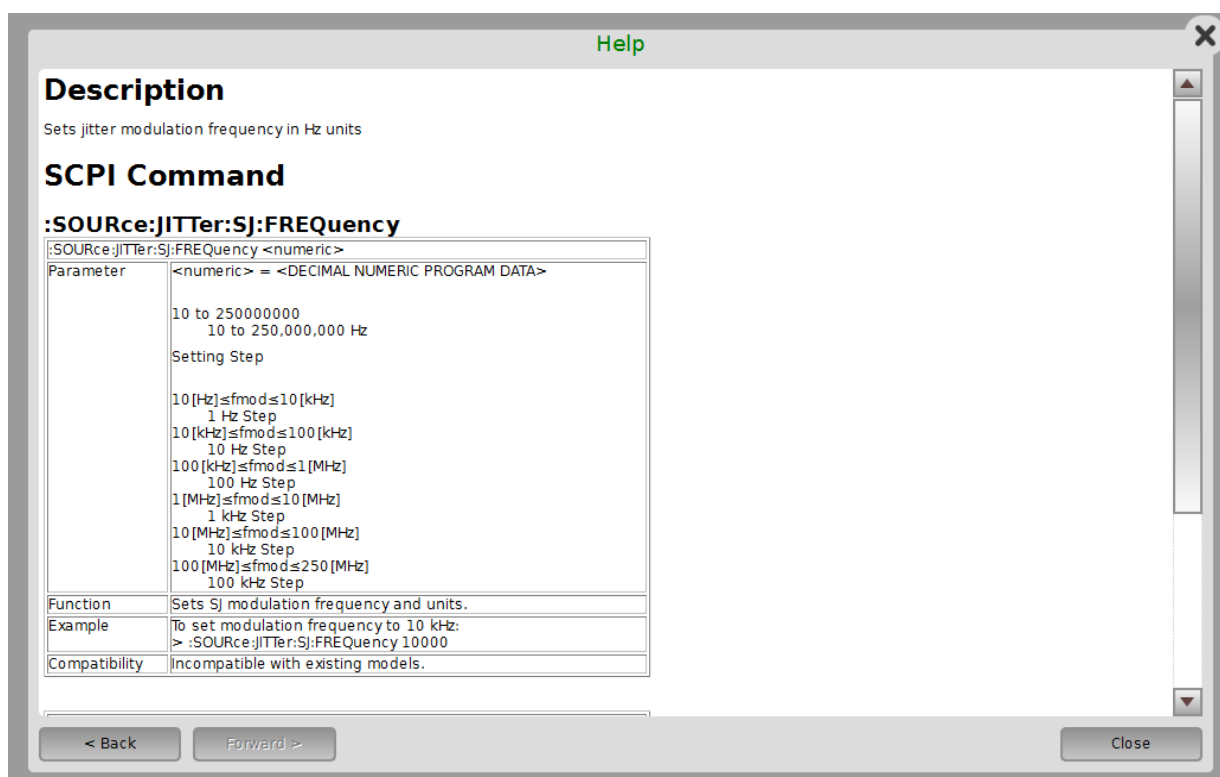 Help
Description
Sets jitter modulation frequency in Hz units
SCPI Command
:SOURce:JITTer:SJ:FREQuency
:SOURce:JITTer:SJ:FREQuency <numeric>
Parameter <numeric> = <DECIMAL NUMERIC PROGRAM DATA>
10 to 250000000
10 to 250,000,000 Hz
Setting Step
10[Hz]≤fmod≤10[kHz]
1 Hz Step
10[kHz]≤fmod≤100[kHz]
10 Hz Step
100[kHz]≤fmod≤1[MHz]
100 Hz Step
1[MHz]≤fmod≤10[MHz]
1 kHz Step
10[MHz]≤fmod≤100[MHz]
10 kHz Step
100[MHz]≤fmod≤250[MHz]
100 kHz Step
Function Sets SJ modulation frequency and units.
Example To set modulation frequency to 10 kHz:
> :SOURce:JITTer:SJ:FREQuency 10000
Compatibility Incompatible with existing models.
< Back Forward > Close